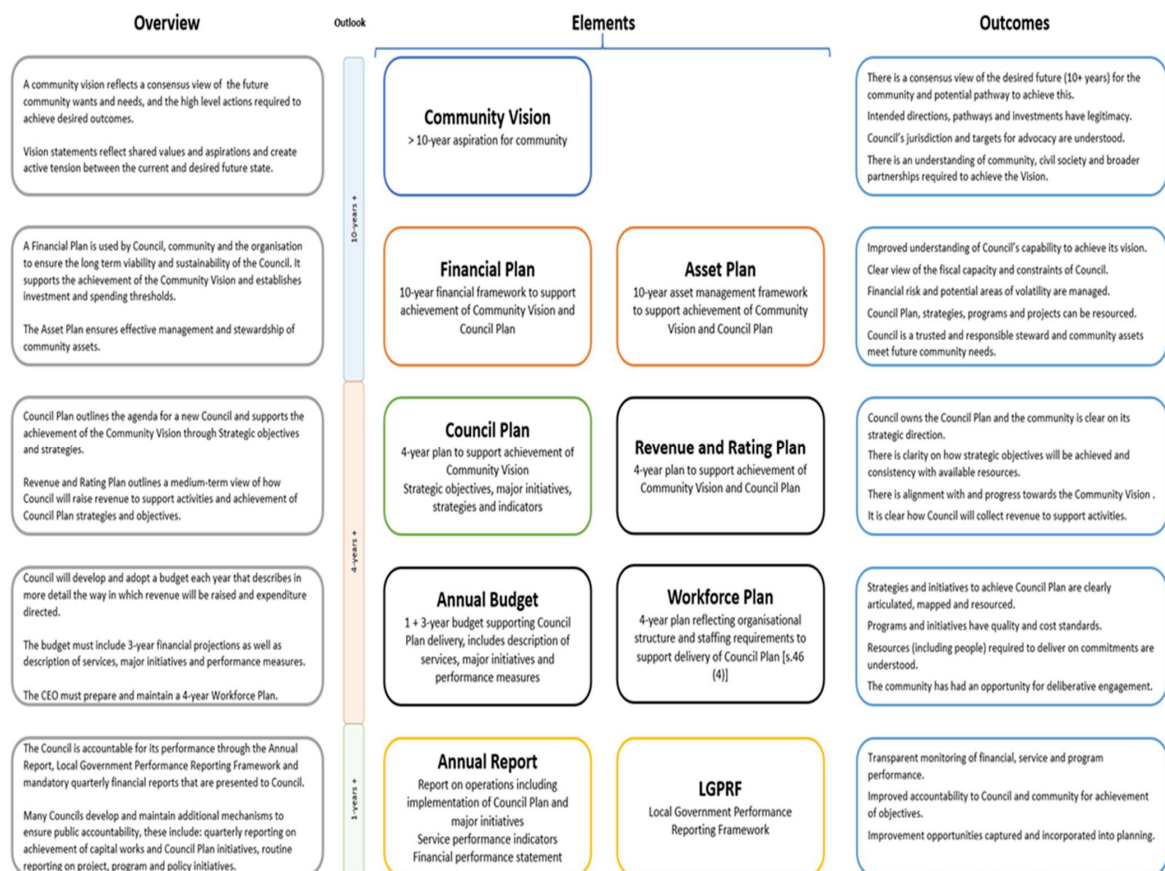 Overview
Outlook
Elements
Outcomes
A community vision reflects a consensus view of the future
community wants and needs, and the high level actions required to
achieve desired outcomes.
Vision statements reflect shared values and aspirations and create
active tension between the current and desired future state.
10-years +
Community Vision
> 10-year aspiration for community
There is a consensus view of the desired future (10+ years) for the
community and potential pathway to achieve this.
Intended directions, pathways and investments have legitimacy.
Council's jurisdiction and targets for advocacy are understood.
There is an understanding of community, civil society and broader
partnerships required to achieve the Vision.
A Financial Plan is used by Council, community and the organisation
to ensure the long term viability and sustainability of the Council. It
supports the achievement of the Community Vision and establishes
investment and spending thresholds.
The Asset Plan ensures effective management and stewardship of
community assets.
Financial Plan
10-year financial framework to support
achievement of Community Vision and
Council Plan
Asset Plan
10-year asset management framework
to support achievement of Community
Vision and Council Plan
Improved understanding of Council's capability to achieve its vision.
Clear view of the fiscal capacity and constraints of Council.
Financial risk and potential areas of volatility are managed.
Council Plan, strategies, programs and projects can be resourced.
Council is a trusted and responsible steward and community assets
meet future community needs.
Council Plan outlines the agenda for a new Council and supports the
achievement of the Community Vision through Strategic objectives
and strategies.
Revenue and Rating Plan outlines a medium-term view of how
Council will raise revenue to support activities and achievement of
Council Plan strategies and objectives.
4-years +
Council Plan
4-year plan to support achievement of
Community Vision
Strategic objectives, major initiatives,
strategies and indicators
Revenue and Rating Plan
4-year plan to support achievement of
Community Vision and Council Plan
Council owns the Council Plan and the community is clear on its
strategic direction.
There is clarity on how strategic objectives will be achieved and
consistency with available resources.
There is alignment with and progress towards the Community Vision .
It is clear how Council will collect revenue to support activities.
Council will develop and adopt a budget each year that describes in
more detail the way in which revenue will be raised and expenditure
directed.
The budget must include 3-year financial projections as well as
description of services, major initiatives and performance measures.
The CEO must prepare and maintain a 4-year Workforce Plan.
Annual Budget
1 + 3-year budget supporting Council
Plan delivery, includes description of
services, major initiatives and
performance measures
Workforce Plan
4-year plan reflecting organisational
structure and staffing requirements to
support delivery of Council Plan [s.46
(4)]
Strategies and initiatives to achieve Council Plan are clearly
articulated, mapped and resourced.
Programs and initiatives have quality and cost standards.
Resources (including people) required to deliver on commitments are
understood.
The community has had an opportunity for deliberative engagement.
The Council is accountable for its performance through the Annual
Report, Local Government Performance Reporting Framework and
mandatory quarterly financial reports that are presented to Council.
Many Councils develop and maintain additional mechanisms to
ensure public accountability, these include: quarterly reporting on
achievement of capital works and Council Plan initiatives, routine
reporting on project, program and policy initiatives.
1-years +
Annual Report
Report on operations including
implementation of Council Plan and
major initiatives
Service performance indicators
Financial performance statement
LGPRF
Local Government Performance
Reporting Framework
Transparent monitoring of financial, service and program
performance.
Improved accountability to Council and community for achievement
of objectives.
Improvement opportunities captured and incorporated into planning.